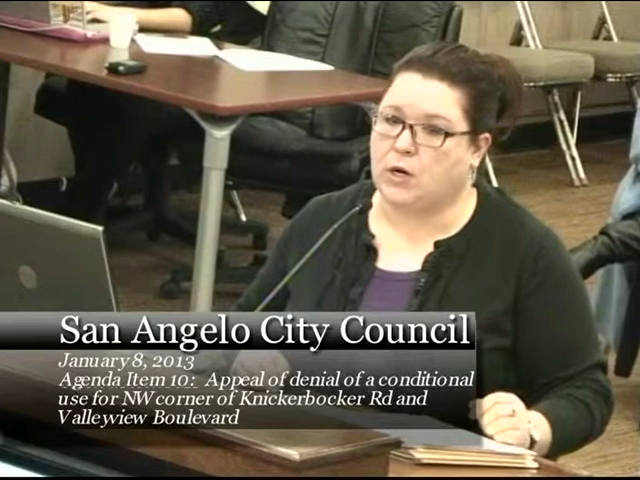 San Angelo City Council
January 8, 2013
Agenda Item 10: Appeal of denial of a conditional
use for NW corner of Knickerbocker Rd and
Valleyview Boulevard